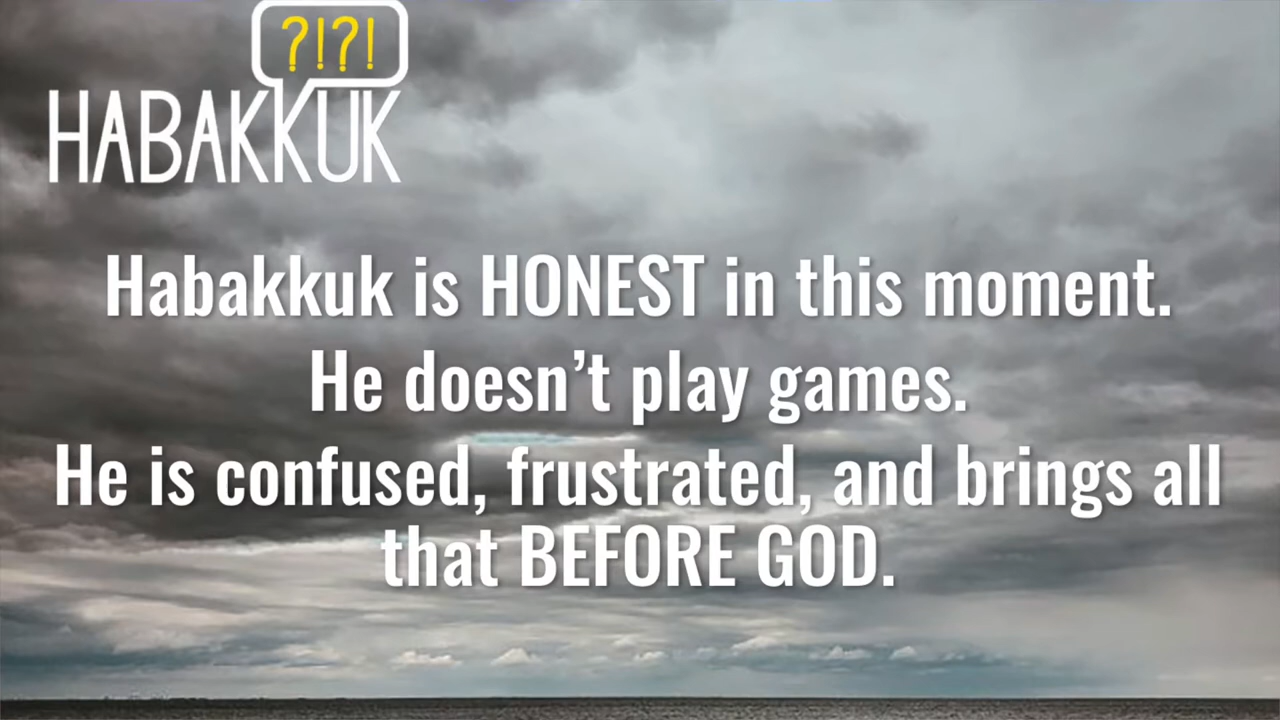 ?!?!
HABAKKUK
Habakkuk is HONEST in this moment.
He doesn’t play games.
He is confused, frustrated, and brings all
that BEFORE GOD.